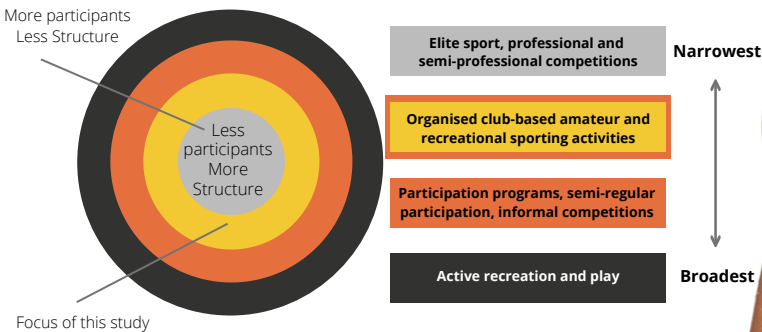 More participants
Less Structure
Less
participants
More
Structure
Focus of this study
Elite sport, professional and
semi-professional competitions
Narrowest
Organised club-based amateur and
recreational sporting activities
Participation programs, semi-regular
participation, informal competitions
Active recreation and play
Broadest